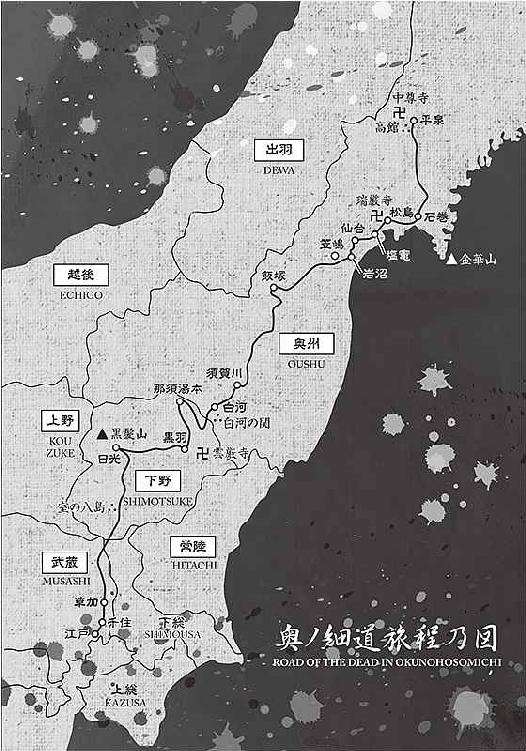 中尊寺
卍
高館
平泉
出羽
DEWA
瑞巌寺
卍
松島
石巻
仙台
笠嶋
塩竃
金華山
岩沼
越後
ECHICO
飯塚
奥州
OUSHU
須賀川
那須湯本
白河
白河の関
上野
KOU
ZUKE
黒髪山
黒羽
日光
卍
雲巌寺
下野
SHIMOTSUKE
室の八島
常陸
HITACHI
武蔵
MUSASHI
草加
千住
江戸
下総
SHIMOUSA
上総
KAZUSA
奥ノ細道旅程乃図
ROAD OF THE DEAD IN OKUNOHOSOMICHI